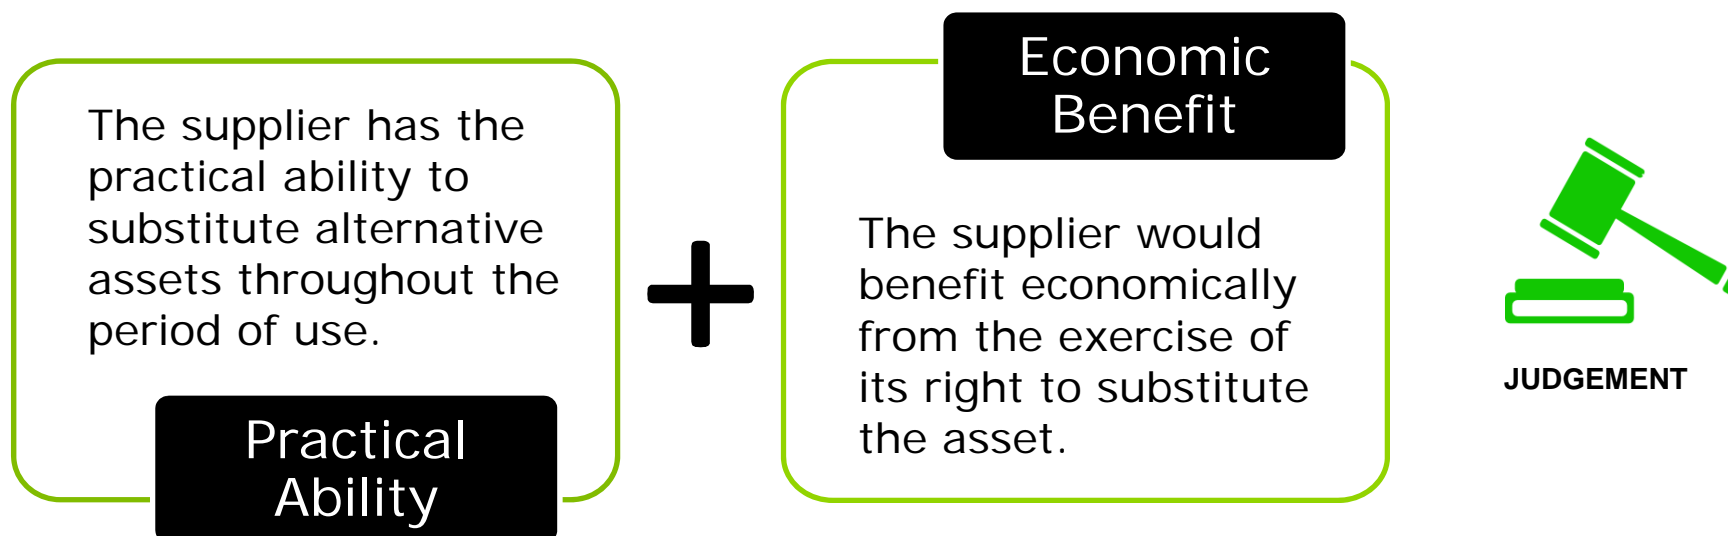 The supplier has the
practical ability to
substitute alternative
assets throughout the
period of use.
Practical
Ability
+
Economic
Benefit
The supplier would
benefit economically
from the exercise of
its right to substitute
the asset.
JUDGEMENT